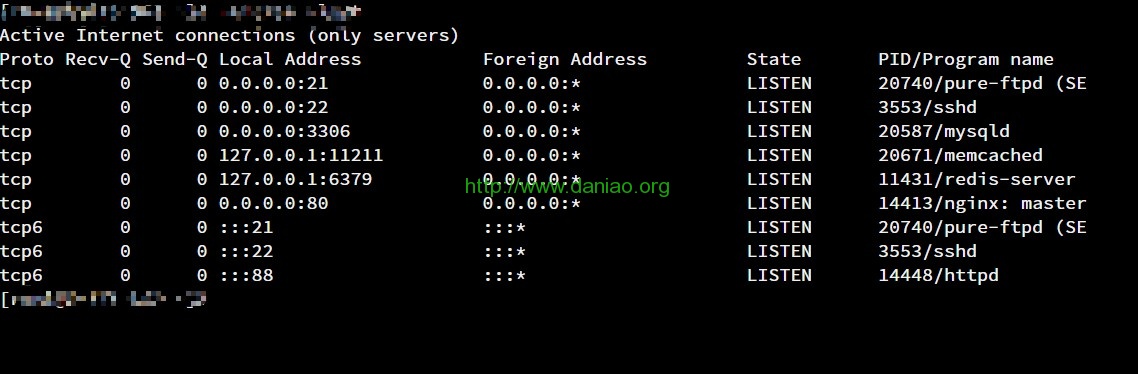 Active Internet connections (only servers)
Proto Recv-Q Send-Q Local Address Foreign Address State PID/Program name
tcp 0 0 0.0.0.0:21 0.0.0.0:* LISTEN 20740/pure-ftpd (SE
tcp 0 0 0.0.0.0:22 0.0.0.0:* LISTEN 3553/sshd
tcp 0 0 0.0.0.0:3306 0.0.0.0:* LISTEN 20587/mysqld
tcp 0 0 127.0.0.1:11211 0.0.0.0:* LISTEN 20671/memcached
tcp 0 0 127.0.0.1:6379 0.0.0.0:* LISTEN 11431/redis-server
http://www.daniao.org
tcp 0 0 0.0.0.0:80 0.0.0.0:* LISTEN 14413/nginx: master
tcp6 0 0 :::21 :::* LISTEN 20740/pure-ftpd (SE
tcp6 0 0 :::22 :::* LISTEN 3553/sshd
tcp6 0 0 :::88 :::* LISTEN 14448/httpd